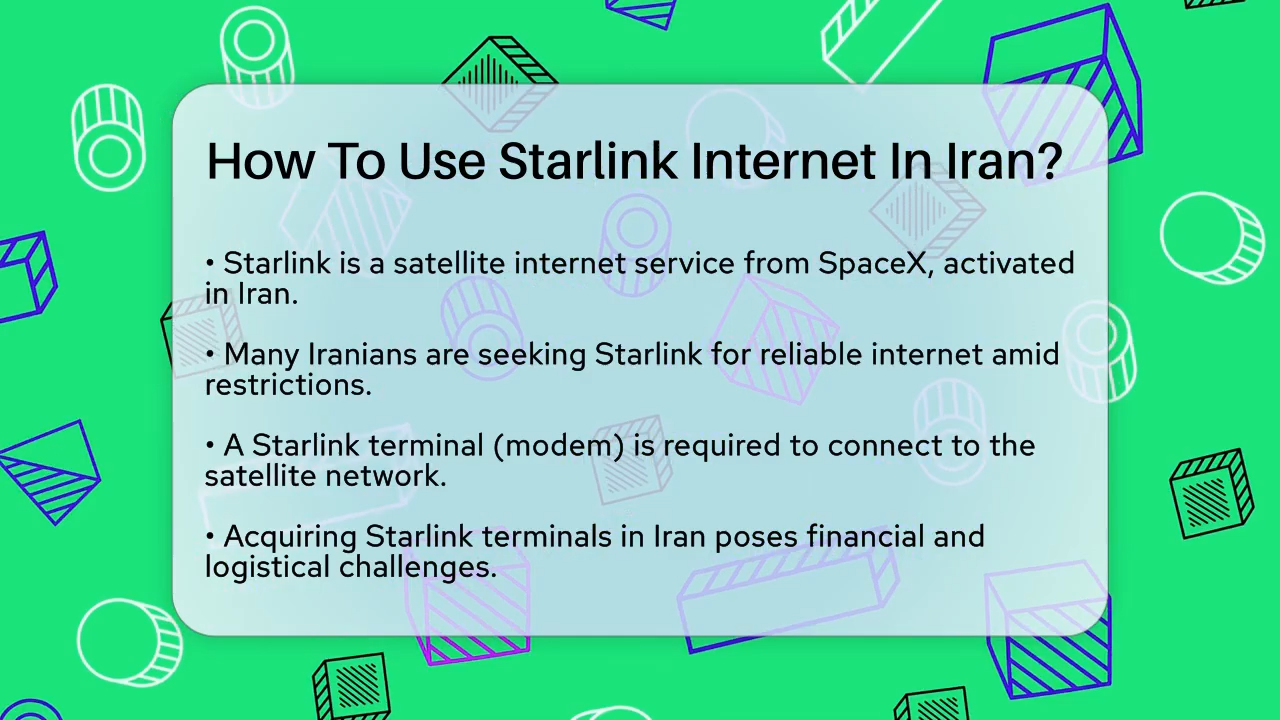 How To Use Starlink Internet In Iran?
• Starlink is a satellite internet service from SpaceX, activated
in Iran.
• Many Iranians are seeking Starlink for reliable internet amid
restrictions.
• A Starlink terminal (modem) is required to connect to the
satellite network.
• Acquiring Starlink terminals in Iran poses financial and
logistical challenges.